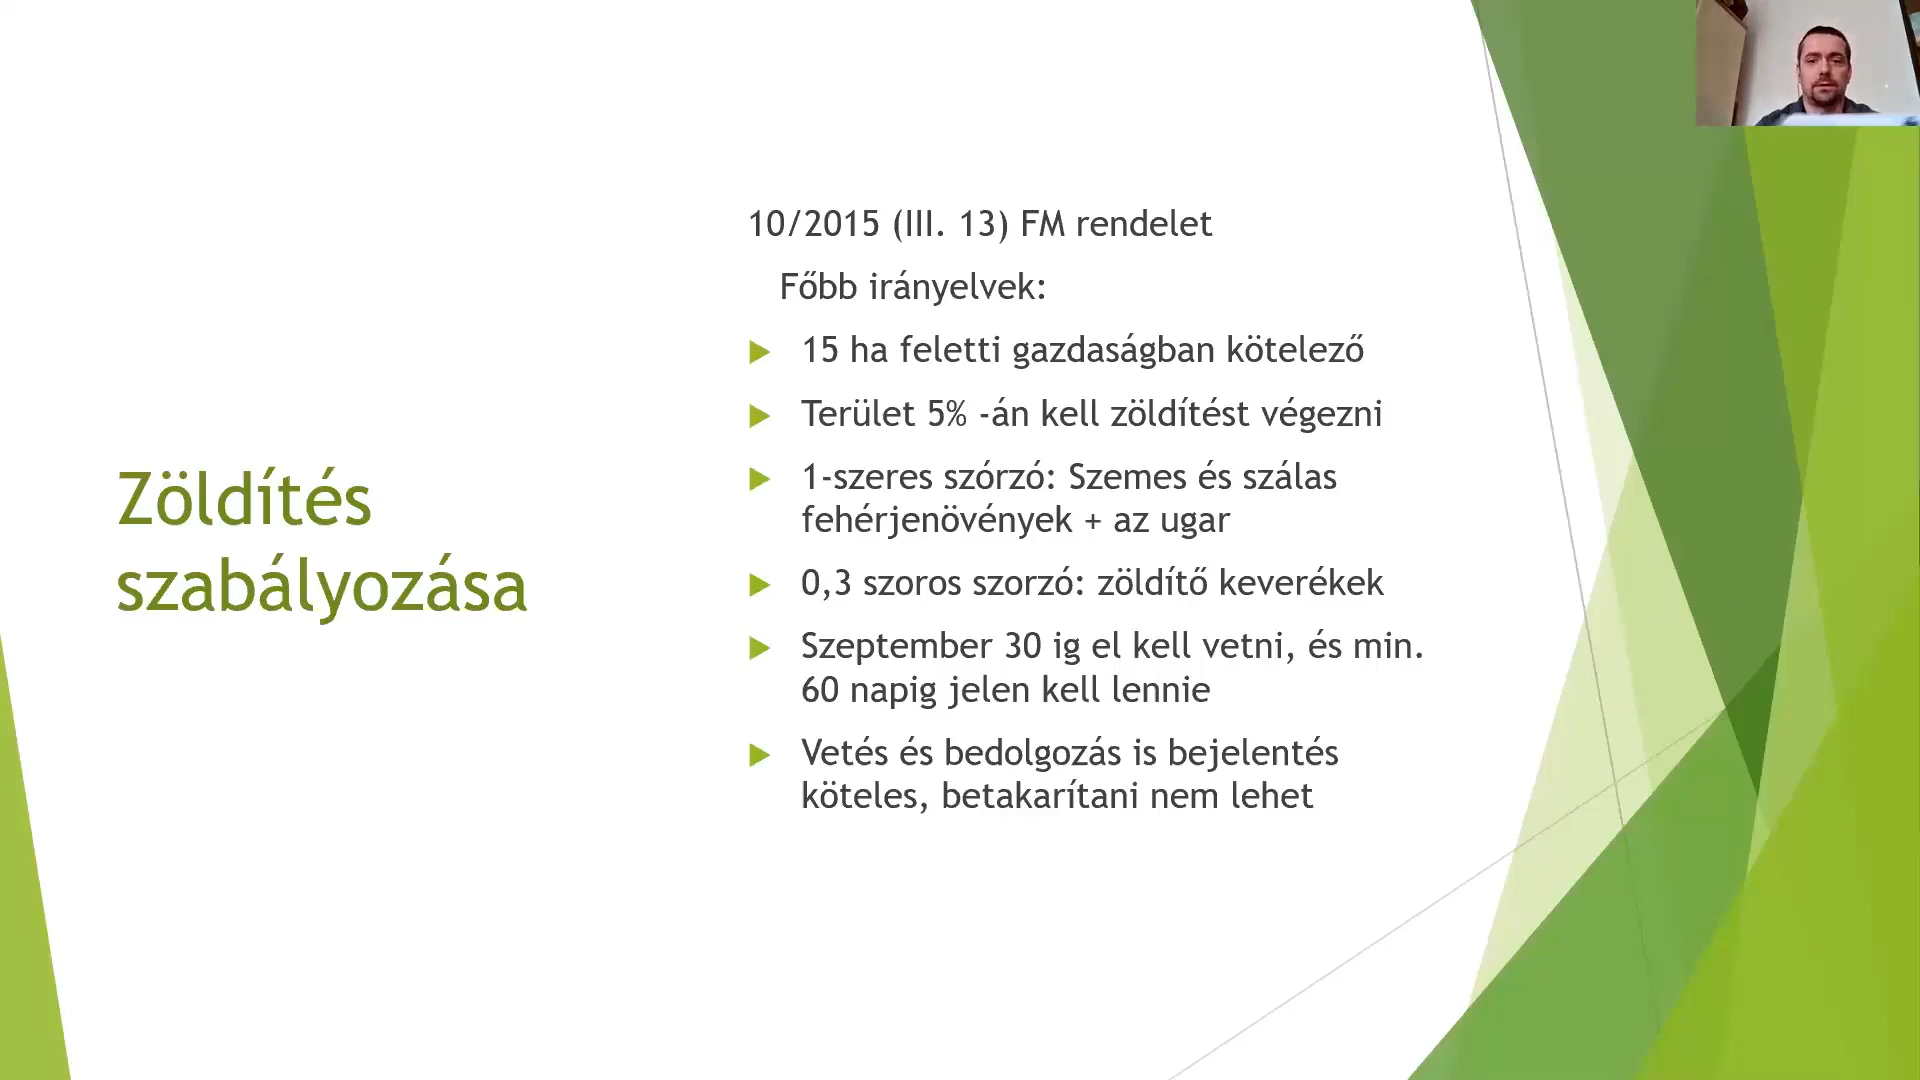 Zöldítés
szabályozása
10/2015 (III. 13) FM rendelet
Főbb irányelvek:
15 ha feletti gazdaságban kötelező
Terület 5% -án kell zöldítést végezni
1-szeres szórzó: Szemes és szálas
fehérjenövények + az ugar
0,3 szoros szorzó: zöldítő keverékek
Szeptember 30 ig el kell vetni, és min.
60 napig jelen kell lennie
Vetés és bedolgozás is bejelentés
köteles, betakarítani nem lehet